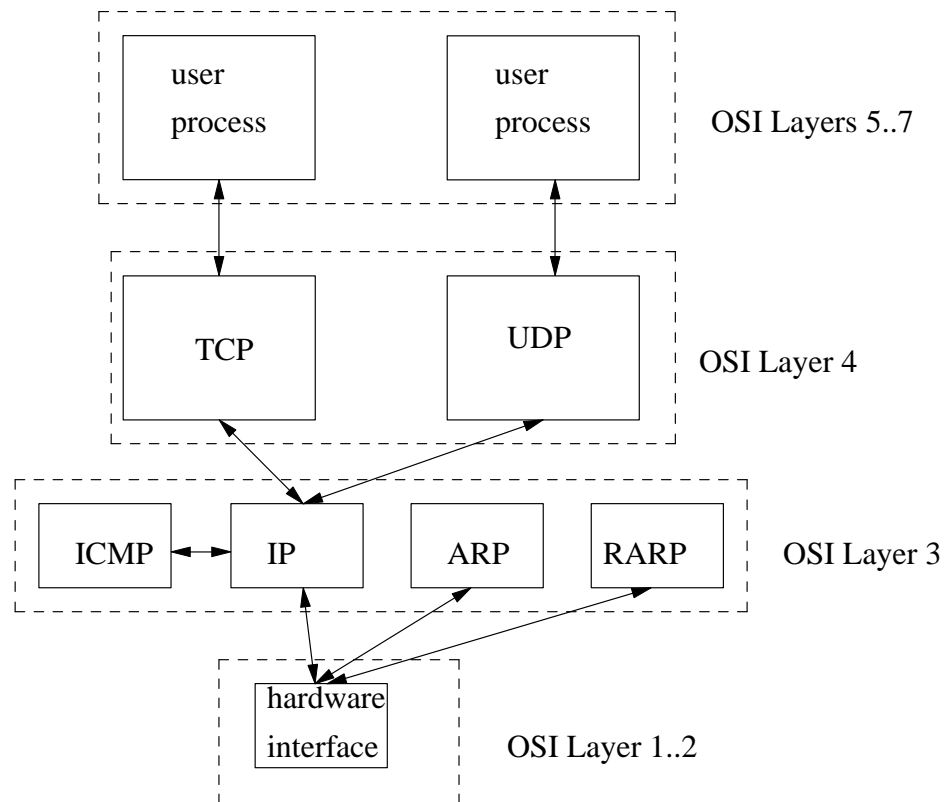 user
process
user
process
OSI Layers 5..7
TCP
UDP
OSI Layer 4
ICMP
IP
ARP
RARP
OSI Layer 3
hardware
interface
OSI Layer 1..2